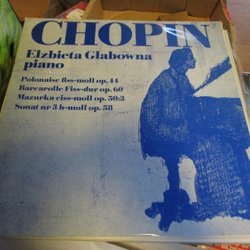 CHOPIN
Elzbieta Glabowna
piano
Polonaise fiss-moll op. 44
Barcarolle Fiss-dur op. 60
Mazurka ciss-moll op. 50:3
Sonat nr 3 h-moll op. 58